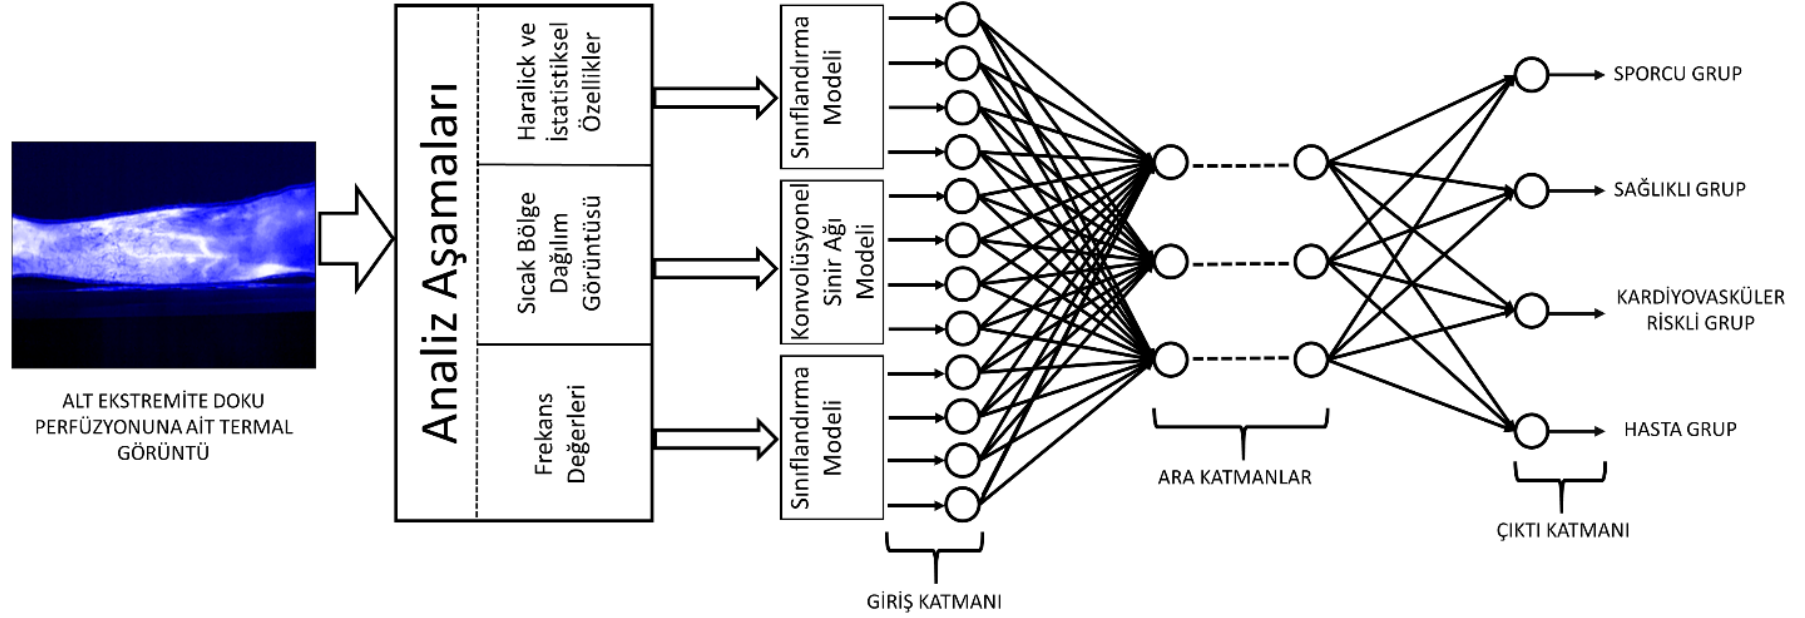 ALT EKSTREMİTE DOKU
PERFÜZYONUNA AİT TERMAL
GÖRÜNTÜ
Analiz Aşamaları
Haralick ve
İstatistiksel
Özellikler
Sıcak Bölge
Dağılım
Görüntüsü
Frekans
Değerleri
Sınıflandırma
Modeli
Konvolüsyonel
Sinir Ağı
Modeli
Sınıflandırma
Modeli
GİRİŞ KATMANI
ARA KATMANLAR
SPORCU GRUP
SAĞLIKLI GRUP
KARDİYOVASKÜLER
RİSKLİ GRUP
HASTA GRUP
ÇIKTI KATMANI